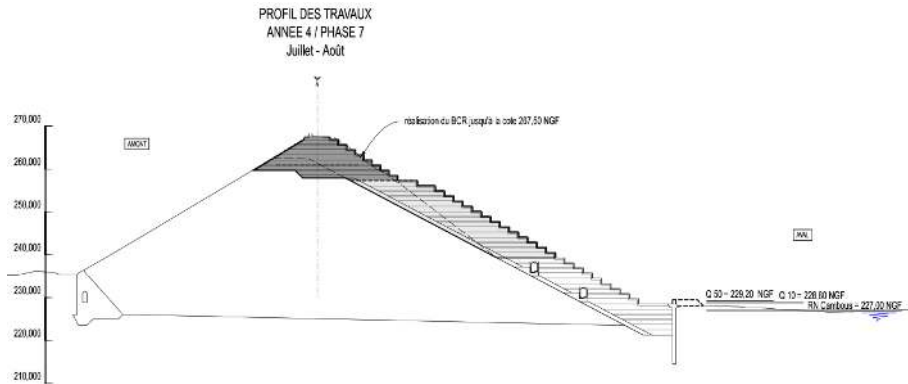 PROFIL DES TRAVAUX
ANNEE 4 / PHASE 7
Juillet - Août
270,000
AMONT
réalisation du BCR jusqu'à la cote 267,50 NGF
260,000
250,000
240,000
AVAL
230,000
Q 50 = 229,20 NGF Q 10 = 228,60 NGF
RN Cambous = 227,00 NGF
220,000
210,000